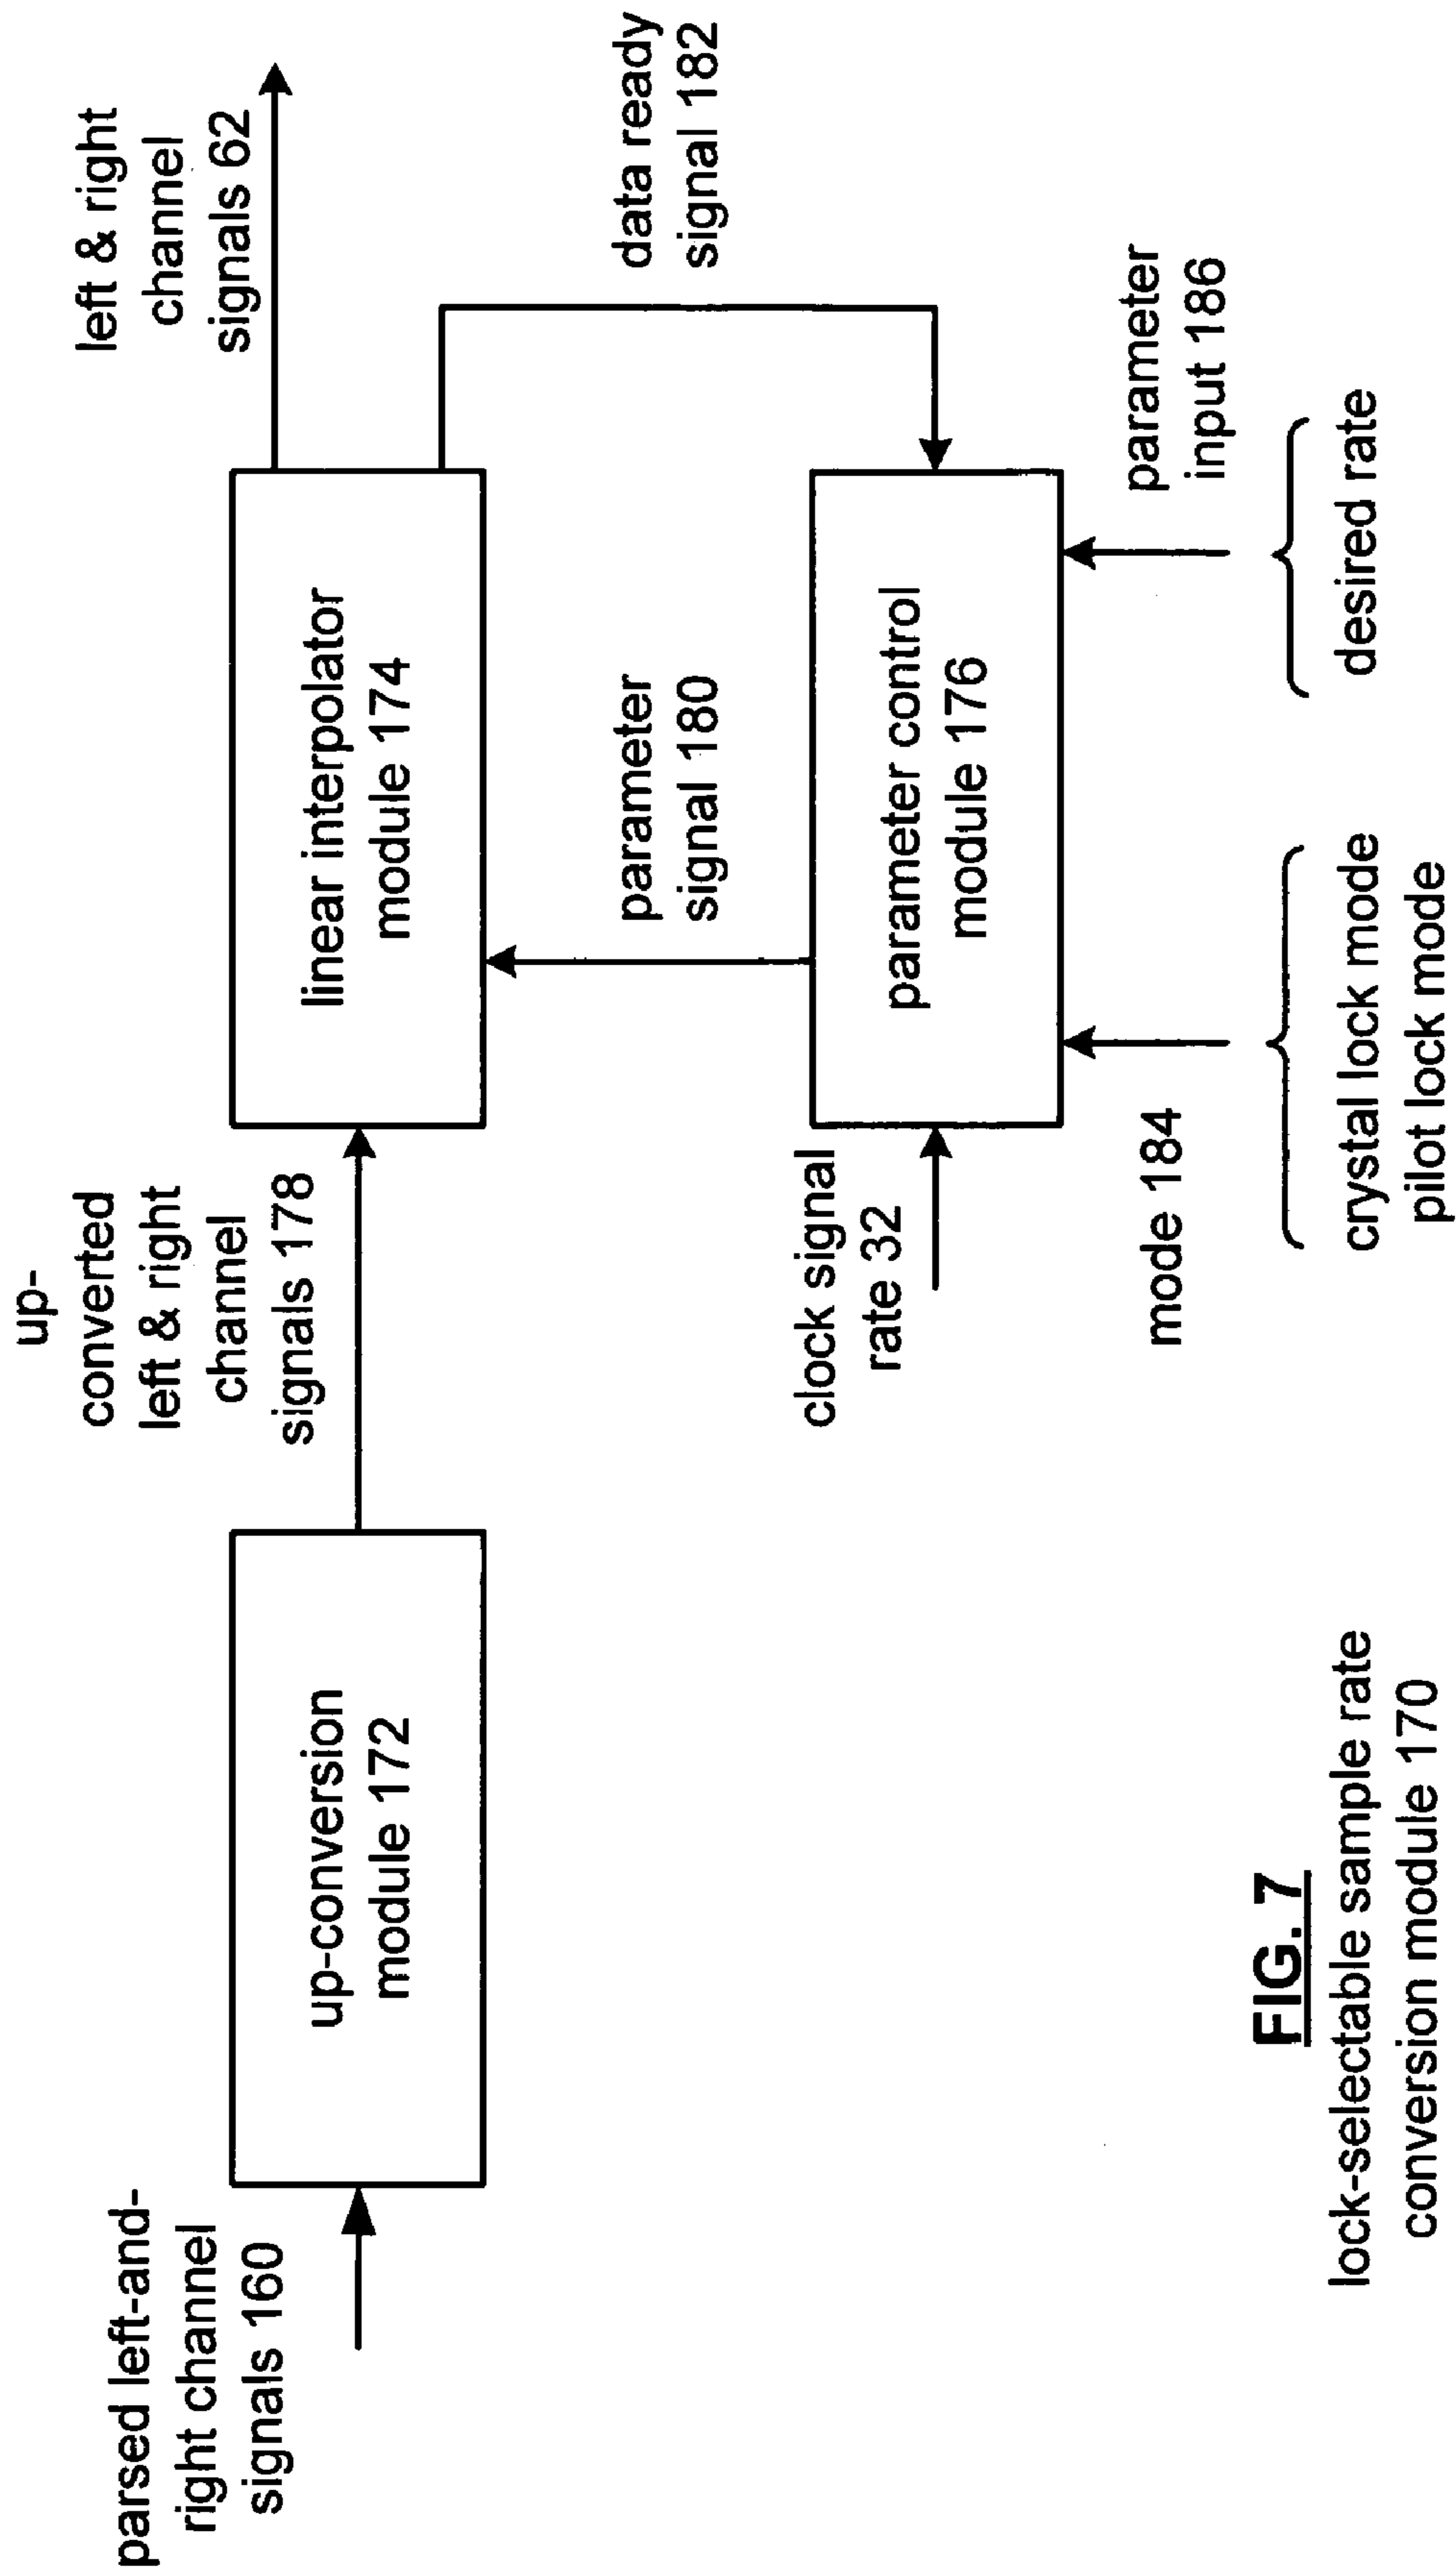 parsed left-and-
right channel
signals 160
up-conversion
module 172
up-
converted
left & right
channel
signals 178
linear interpolator
module 174
left & right
channel
signals 62
parameter
signal 180
data ready
signal 182
clock signal
rate 32
parameter control
module 176
mode 184
crystal lock mode
pilot lock mode
parameter
input 186
desired rate
FIG. 7
lock-selectable sample rate
conversion module 170